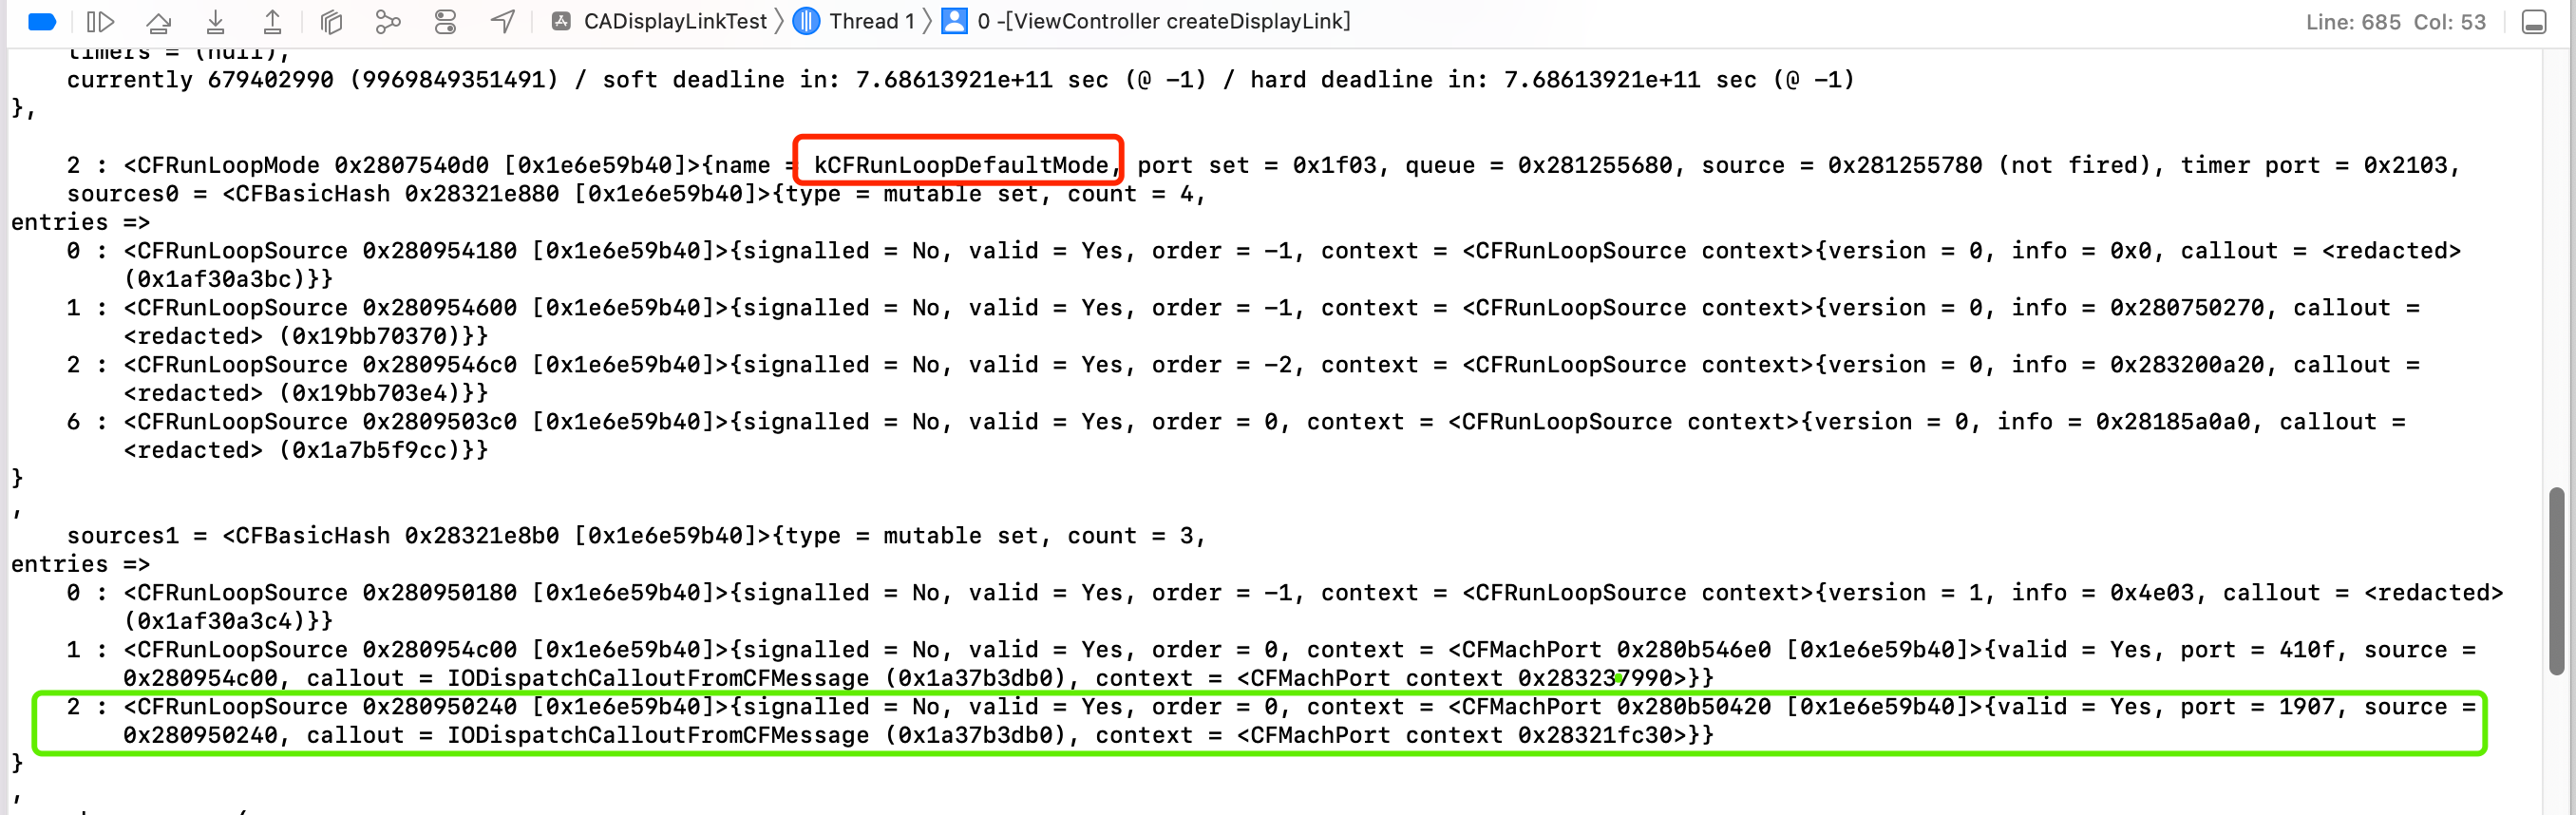 CADisplayLinkTest 〉 Thread 1 〉 0 -[ViewController createDisplayLink] Line: 685 Col: 53
timers = (null),
currently 679402990 (9969849351491) / soft deadline in: 7.68613921e+11 sec (@ -1) / hard deadline in: 7.68613921e+11 sec (@ -1)
},
2 : <CFRunLoopMode 0x2807540d0 [0x1e6e59b40]>{name = kCFRunLoopDefaultMode, port set = 0x1f03, queue = 0x281255680, source = 0x281255780 (not fired), timer port = 0x2103,
sources0 = <CFBasicHash 0x28321e880 [0x1e6e59b40]>{type = mutable set, count = 4,
entries =>
0 : <CFRunLoopSource 0x280954180 [0x1e6e59b40]>{signalled = No, valid = Yes, order = -1, context = <CFRunLoopSource context>{version = 0, info = 0x0, callout = <redacted>
(0x1af30a3bc)}}
1 : <CFRunLoopSource 0x280954600 [0x1e6e59b40]>{signalled = No, valid = Yes, order = -1, context = <CFRunLoopSource context>{version = 0, info = 0x280750270, callout =
<redacted> (0x19bb70370)}}
2 : <CFRunLoopSource 0x2809546c0 [0x1e6e59b40]>{signalled = No, valid = Yes, order = -2, context = <CFRunLoopSource context>{version = 0, info = 0x283200a20, callout =
<redacted> (0x19bb703e4)}}
6 : <CFRunLoopSource 0x2809503c0 [0x1e6e59b40]>{signalled = No, valid = Yes, order = 0, context = <CFRunLoopSource context>{version = 0, info = 0x28185a0a0, callout =
<redacted> (0x1a7b5f9cc)}}
}
,
sources1 = <CFBasicHash 0x28321e8b0 [0x1e6e59b40]>{type = mutable set, count = 3,
entries =>
0 : <CFRunLoopSource 0x280950180 [0x1e6e59b40]>{signalled = No, valid = Yes, order = -1, context = <CFRunLoopSource context>{version = 1, info = 0x4e03, callout = <redacted>
(0x1af30a3c4)}}
1 : <CFRunLoopSource 0x280954c00 [0x1e6e59b40]>{signalled = No, valid = Yes, order = 0, context = <CFMachPort 0x280b546e0 [0x1e6e59b40]>{valid = Yes, port = 410f, source =
0x280954c00, callout = IODispatchCalloutFromCFMessage (0x1a37b3db0), context = <CFMachPort context 0x283237990>}}
2 : <CFRunLoopSource 0x280950240 [0x1e6e59b40]>{signalled = No, valid = Yes, order = 0, context = <CFMachPort 0x280b50420 [0x1e6e59b40]>{valid = Yes, port = 1907, source =
0x280950240, callout = IODispatchCalloutFromCFMessage (0x1a37b3db0), context = <CFMachPort context 0x28321fc30>}}
}
,